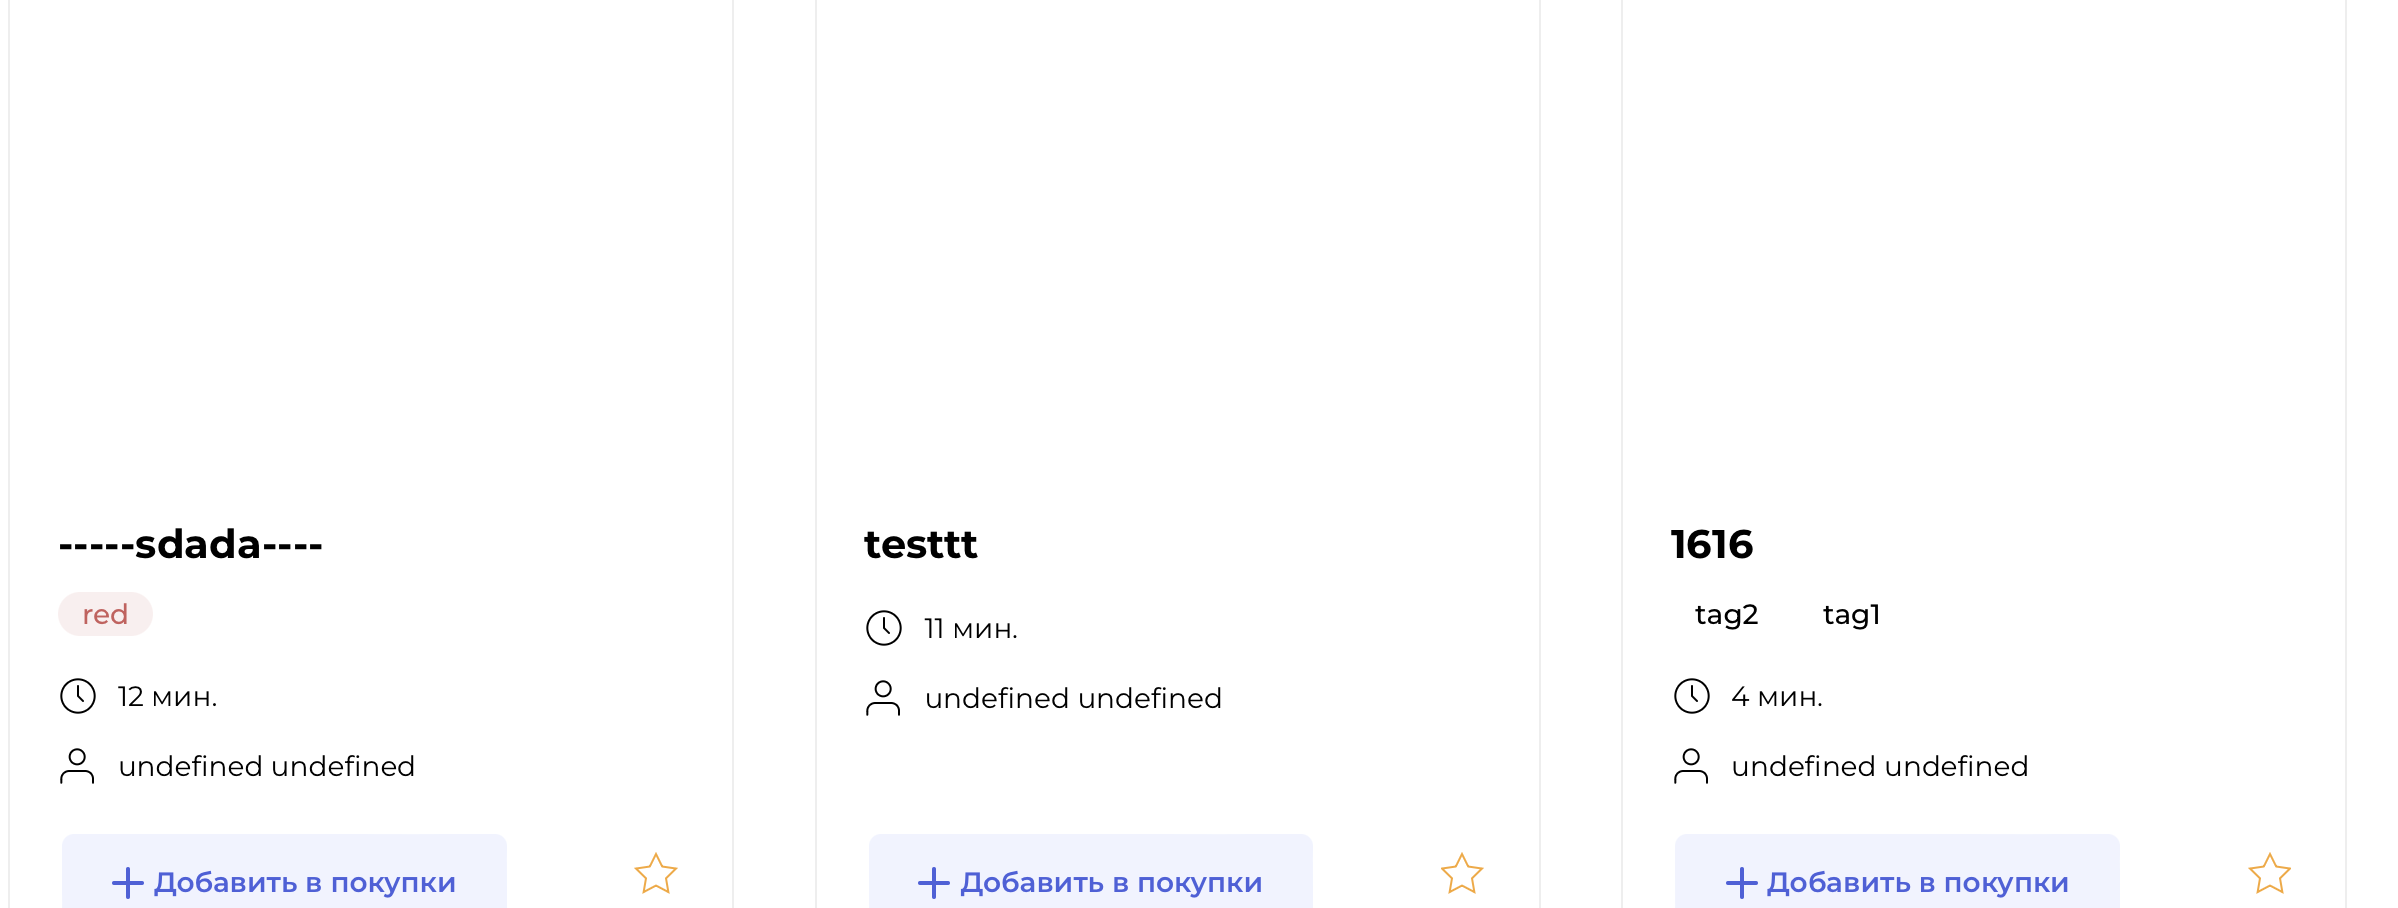 -----sdada----
red
12 мин.
undefined undefined
Добавить в покупки
testtt
11 мин.
undefined undefined
Добавить в покупки
1616
tag2 tag1
4 мин.
undefined undefined
Добавить в покупки